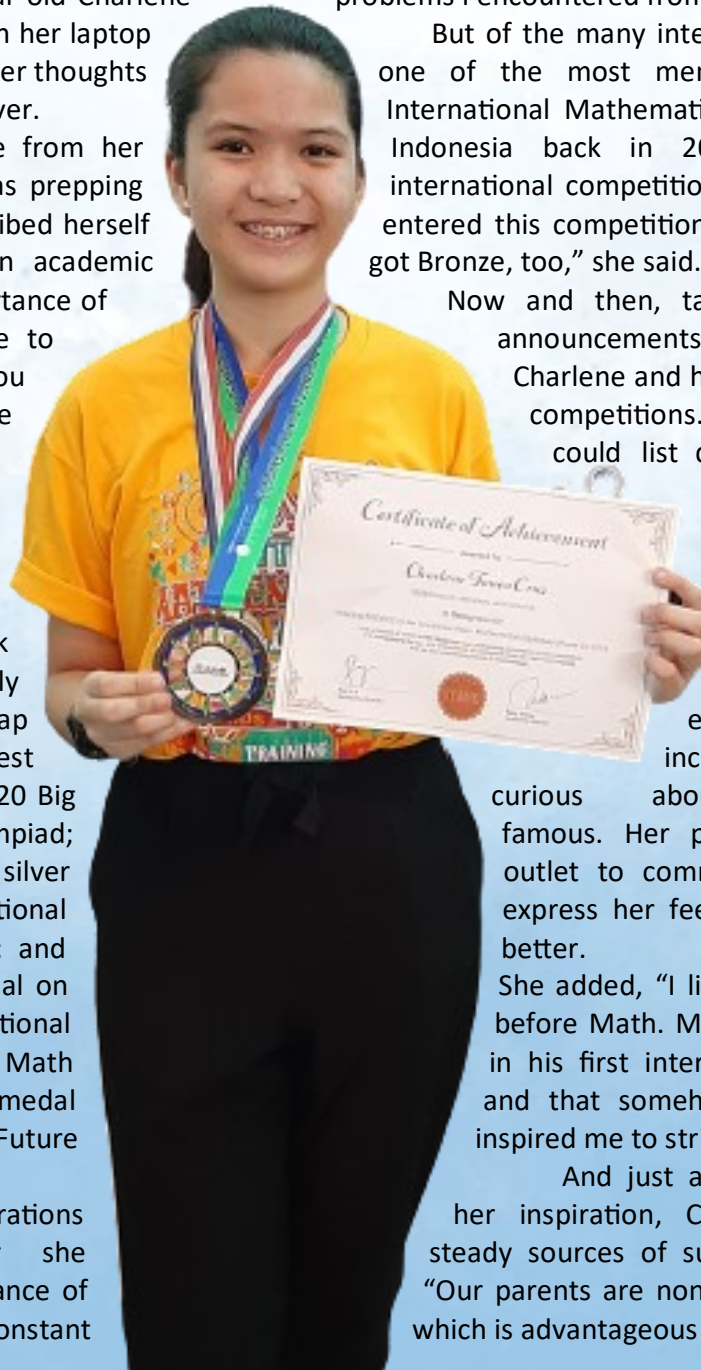 old Charlene
n her laptop
er thoughts
ver.
e from her
as prepping
ibed herself
n academic
rtance of
e to
ou
e
k
ly
ap
est
20 Big
npiad;
silver
tional
; and
al on
tional
Math
medal
Future
rations
she
ance of
onstant
problems I encountered from
But of the many inte
one of the most mer
International Mathemati
Indonesia back in 20
international competitio
entered this competition
got Bronze, too,” she said.
Now and then, ta
announcements
Charlene and h
competitions.
could list o
e
inc
curious abo
famous. Her p
outlet to comm
express her fee
better.
She added, “I li
before Math. M
in his first inter
and that someh
inspired me to str
And just a
her inspiration, C
steady sources of su
“Our parents are non
which is advantageous
Certificate of Achievement
TRAINING